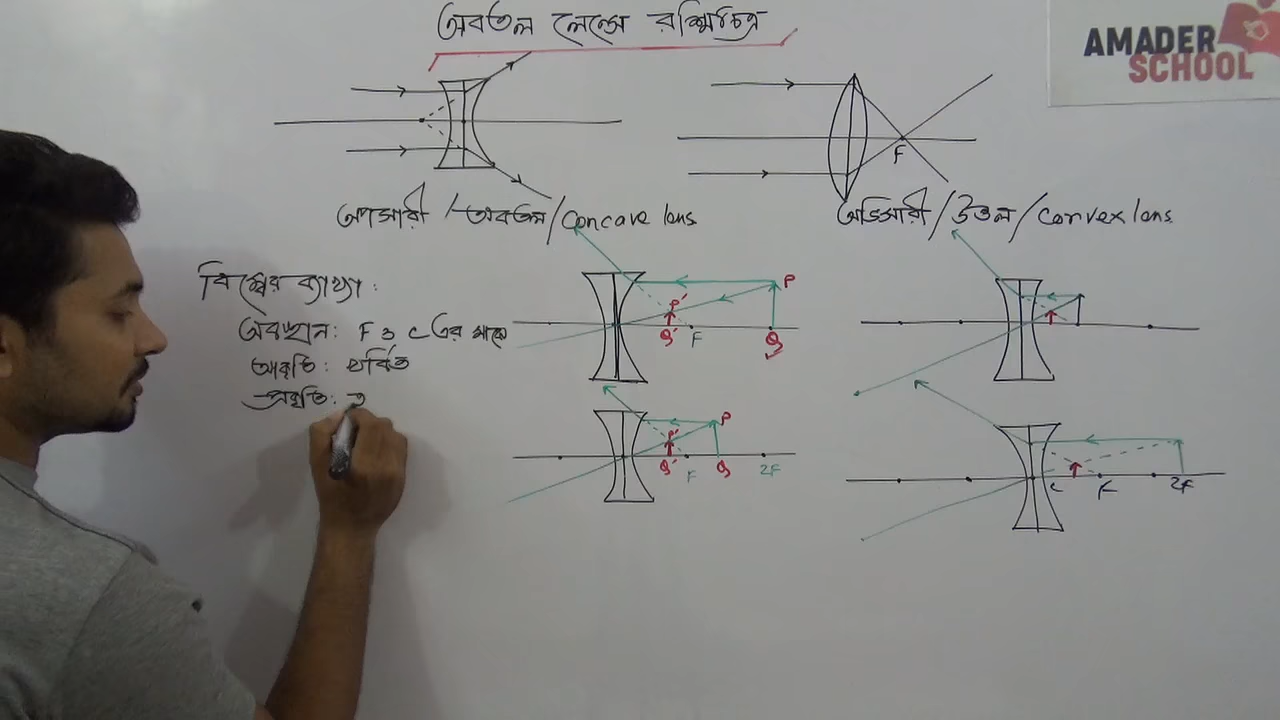 অবতল লেন্সে রশ্মিচিত্র
AMADER
SCHOOL
F
অপসারী / অবতল / Concave lens
অভিসারী / উত্তল / Convex lens
বিম্বের ব্যাখ্যা:
অবস্থান: F ও C এর মাঝে
আকৃতি: খর্বিত
প্রকৃতি: অ
P
P'
Q'
F
Q
P
P'
Q'
F
Q
2F
C
F
2F